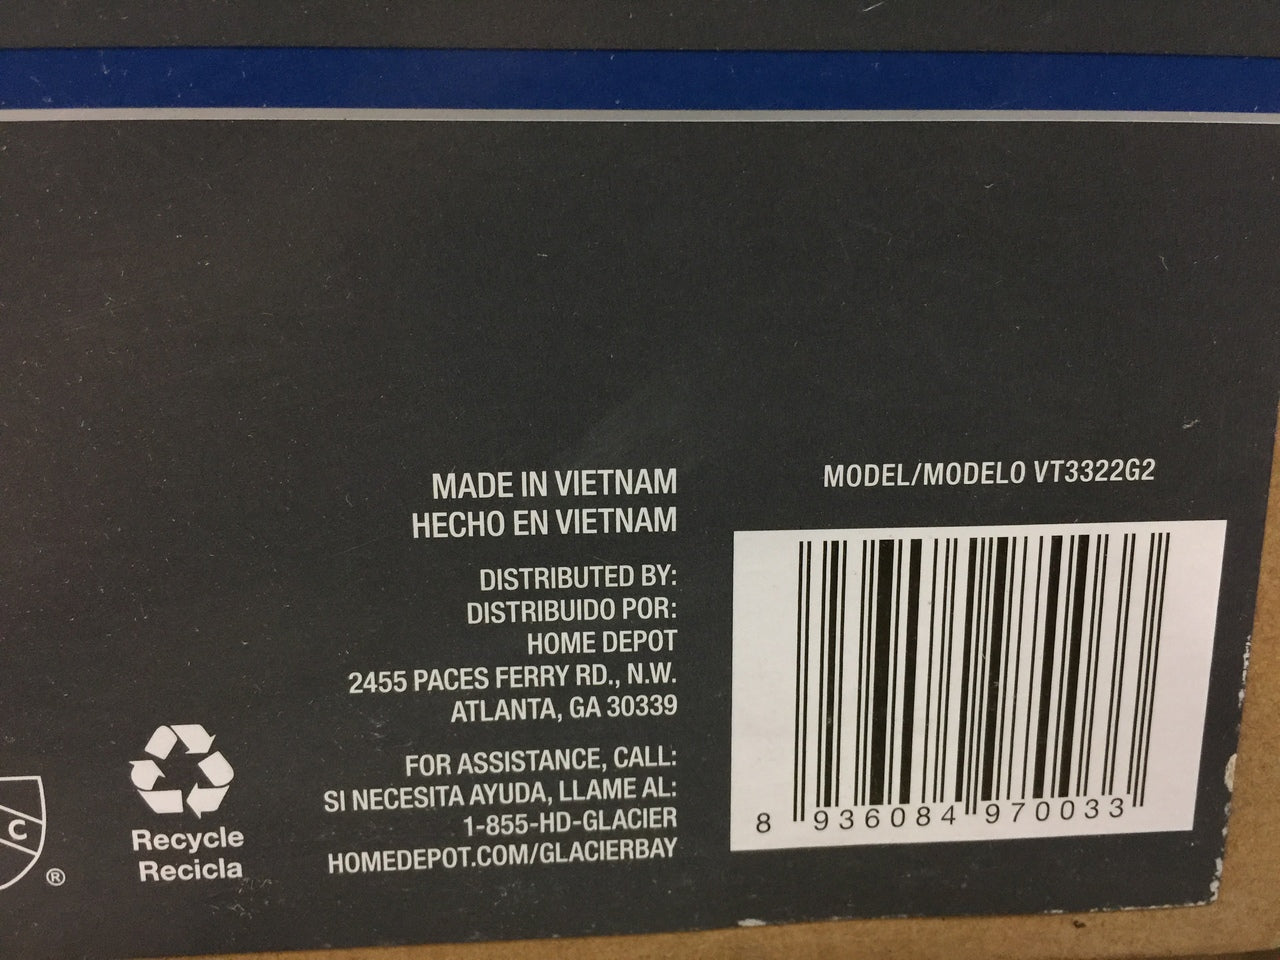 MADE IN VIETNAM
HECHO EN VIETNAM
DISTRIBUTED BY:
DISTRIBUIDO POR:
HOME DEPOT
2455 PACES FERRY RD., N.W.
ATLANTA, GA 30339
FOR ASSISTANCE, CALL:
SI NECESITA AYUDA, LLAME AL:
1-855-HD-GLACIER
HOMEDEPOT.COM/GLACIERBAY
MODEL/MODELO VT3322G2
8 936084 970033
C
®
Recycle
Recicla